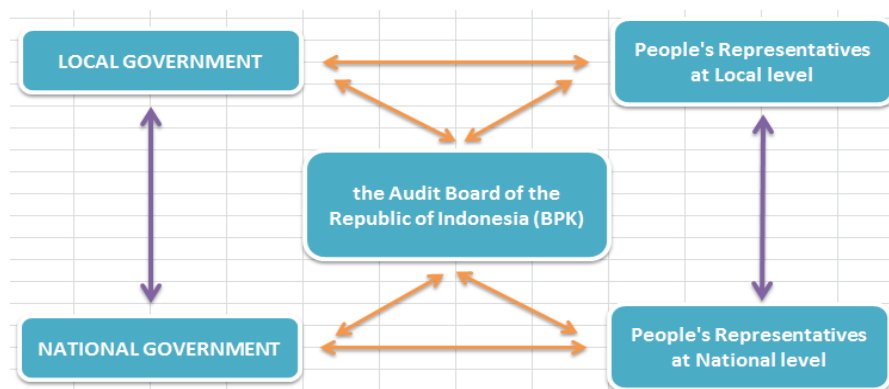 LOCAL GOVERNMENT
People's Representatives
at Local level
the Audit Board of the
Republic of Indonesia (BPK)
NATIONAL GOVERNMENT
People's Representatives
at National level